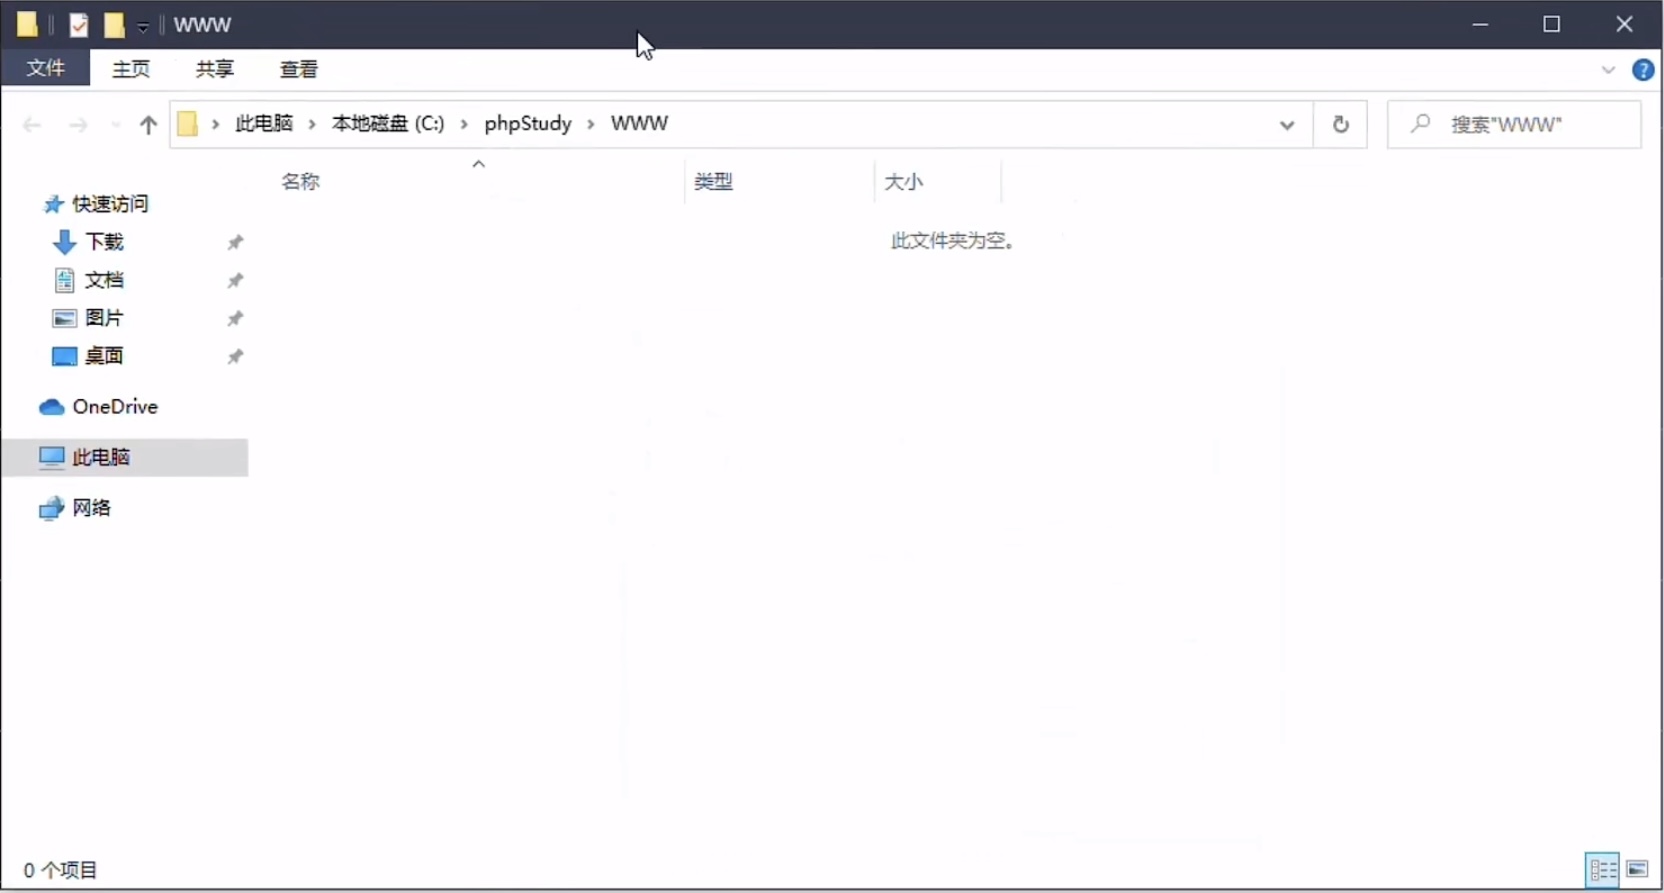 WWW
文件 主页 共享 查看
此电脑 本地磁盘 (C:) phpStudy WWW
搜索"WWW"
名称 类型 大小
此文件夹为空。
快速访问
下载
文档
图片
桌面
OneDrive
此电脑
网络
0 个项目